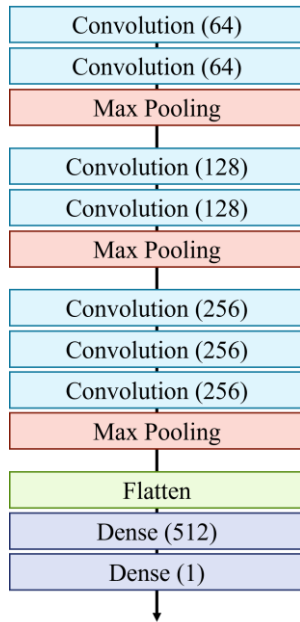 Convolution (64)
Convolution (64)
Max Pooling
Convolution (128)
Convolution (128)
Max Pooling
Convolution (256)
Convolution (256)
Convolution (256)
Max Pooling
Flatten
Dense (512)
Dense (1)